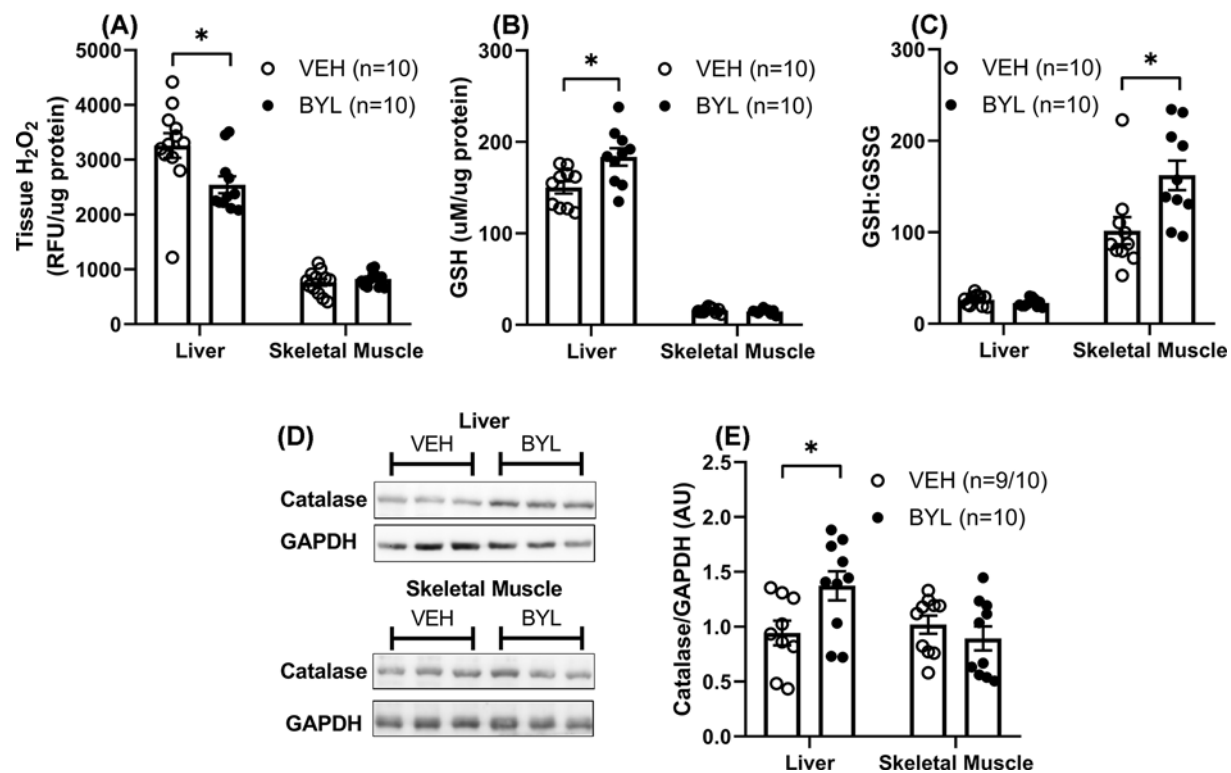 (A)
*
5000
4000
3000
2000
1000
0
Tissue H₂O₂
(RFU/ug protein)
VEH (n=10)
BYL (n=10)
Liver
Skeletal Muscle
(B)
*
300
200
100
0
GSH (uM/ug protein)
VEH (n=10)
BYL (n=10)
Liver
Skeletal Muscle
(C)
*
300
200
100
0
GSH:GSSG
VEH (n=10)
BYL (n=10)
Liver
Skeletal Muscle
(D)
Liver
VEH BYL
Catalase
GAPDH
Skeletal Muscle
VEH BYL
Catalase
GAPDH
(E)
*
2.5
2.0
1.5
1.0
0.5
0.0
Catalase/GAPDH (AU)
VEH (n=9/10)
BYL (n=10)
Liver
Skeletal Muscle